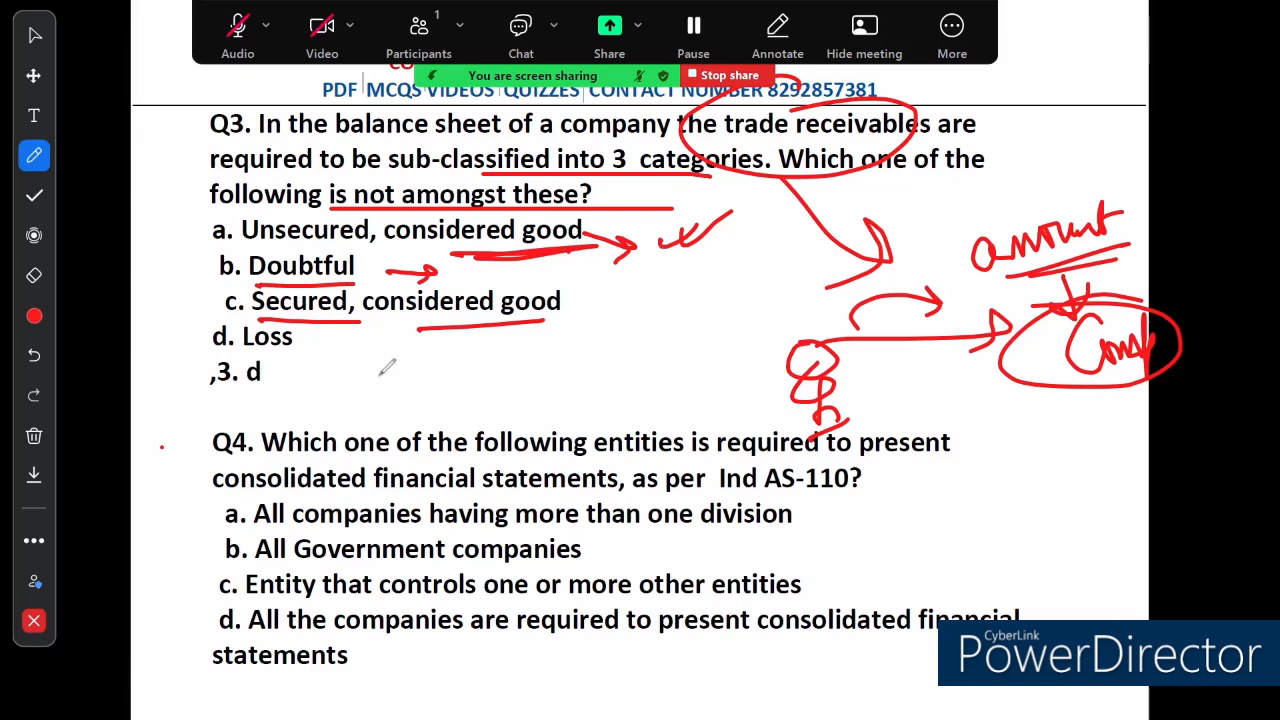 Audio Video Participants 1 Chat Share Pause Annotate Hide meeting More
You are screen sharing Stop share
PDF MCQS VIDEOS QUIZZES CONTACT NUMBER 8292857381
Q3. In the balance sheet of a company the trade receivables are
required to be sub-classified into 3 categories. Which one of the
following is not amongst these?
a. Unsecured, considered good
b. Doubtful
c. Secured, considered good
d. Loss
,3. d
amount
Q4. Which one of the following entities is required to present
consolidated financial statements, as per Ind AS-110?
a. All companies having more than one division
b. All Government companies
c. Entity that controls one or more other entities
d. All the companies are required to present consolidated financial
statements
CyberLink
PowerDirector